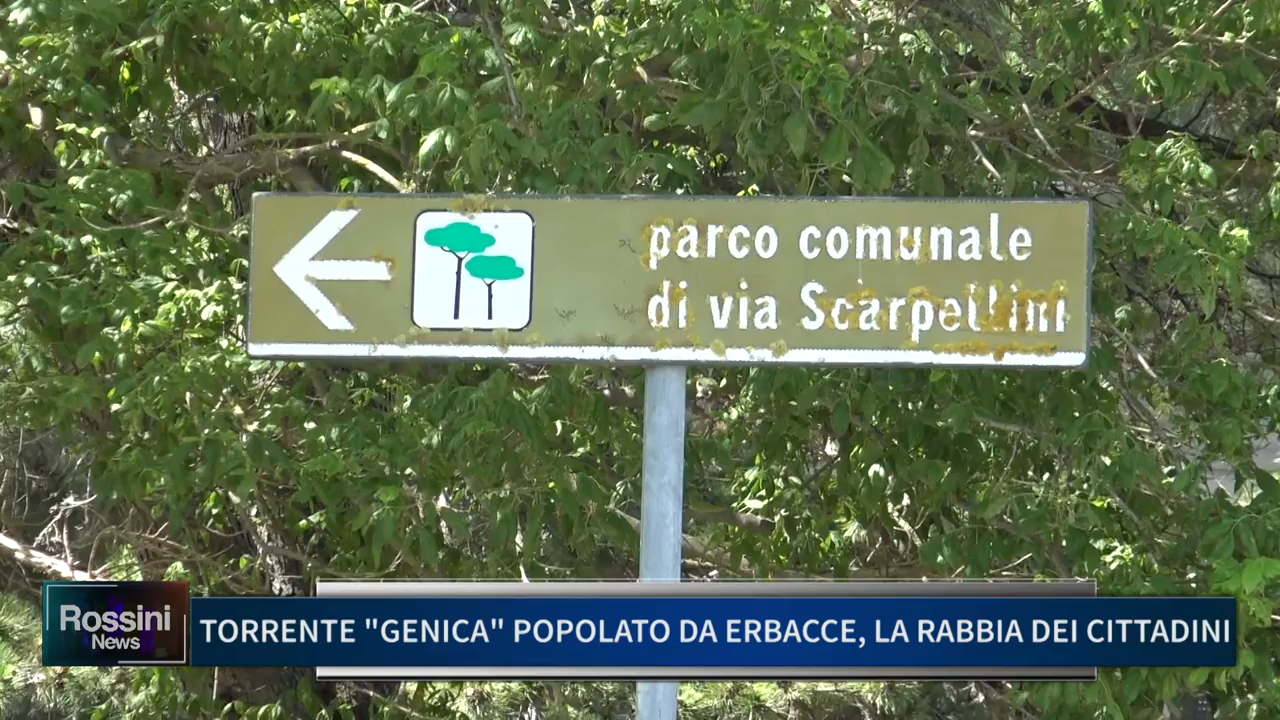 parco comunale
di via Scarpellini
Rossini
News
TORRENTE "GENICA" POPOLATO DA ERBACCE, LA RABBIA DEI CITTADINI